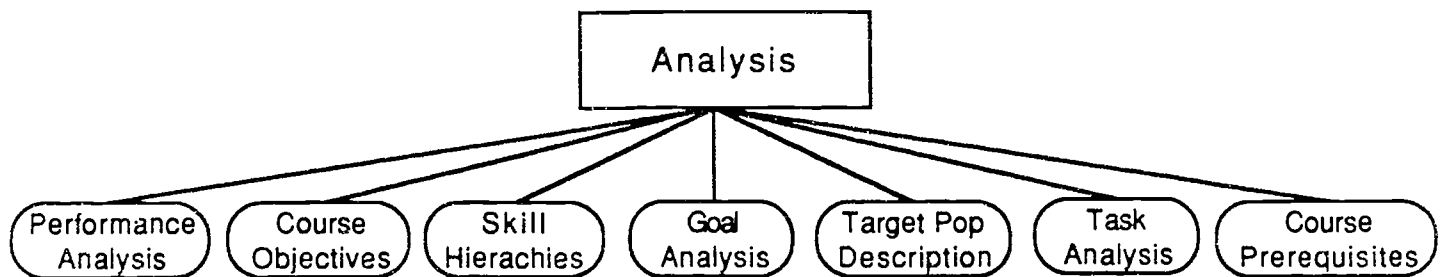 Analysis
Performance
Analysis
Course
Objectives
Skill
Hierachies
Goal
Analysis
Target Pop
Description
Task
Analysis
Course
Prerequisites